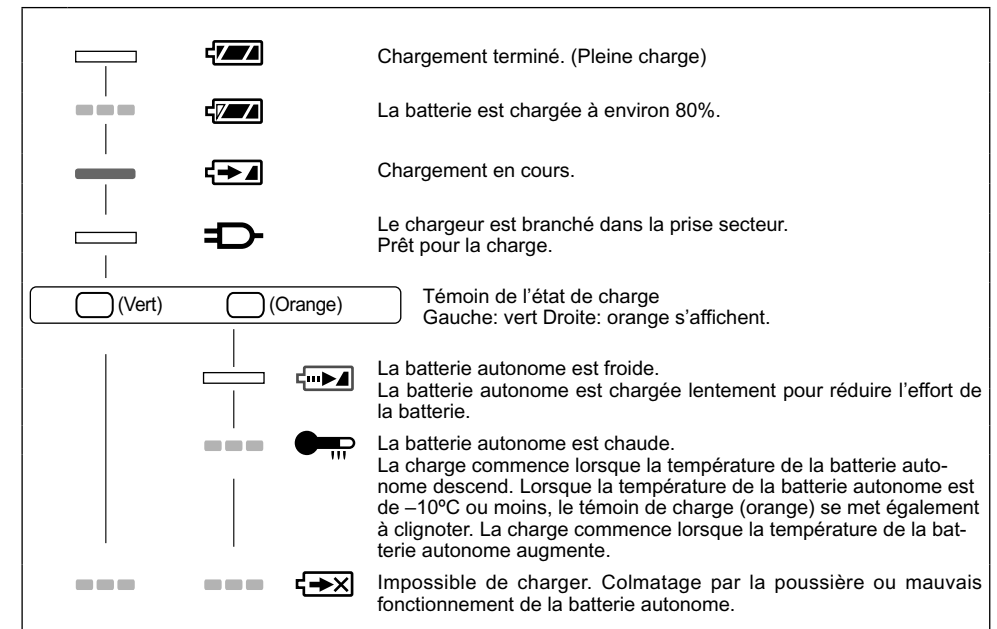 Chargement terminé. (Pleine charge)
La batterie est chargée à environ 80%.
Chargement en cours.
Le chargeur est branché dans la prise secteur.
Prêt pour la charge.
(Vert) (Orange)
Témoin de l’état de charge
Gauche: vert Droite: orange s’affichent.
La batterie autonome est froide.
La batterie autonome est chargée lentement pour réduire l’effort de
la batterie.
La batterie autonome est chaude.
La charge commence lorsque la température de la batterie auto-
nome descend. Lorsque la température de la batterie autonome est
de –10ºC ou moins, le témoin de charge (orange) se met également
à clignoter. La charge commence lorsque la température de la bat-
terie autonome augmente.
Impossible de charger. Colmatage par la poussière ou mauvais
fonctionnement de la batterie autonome.